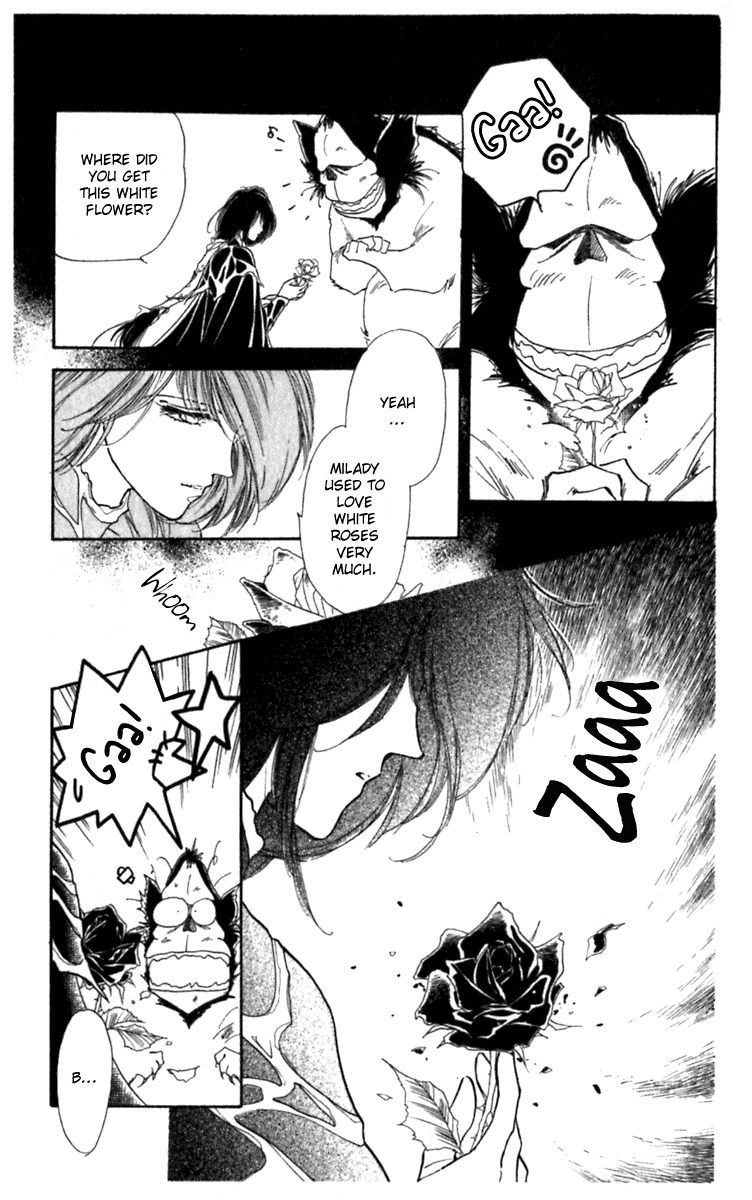 Gaa!
WHERE DID
YOU GET
THIS WHITE
FLOWER?
YEAH
...
MILADY
USED TO
LOVE
WHITE
ROSES
VERY
MUCH.
Whoom
Zaaa
Gaa!
B...